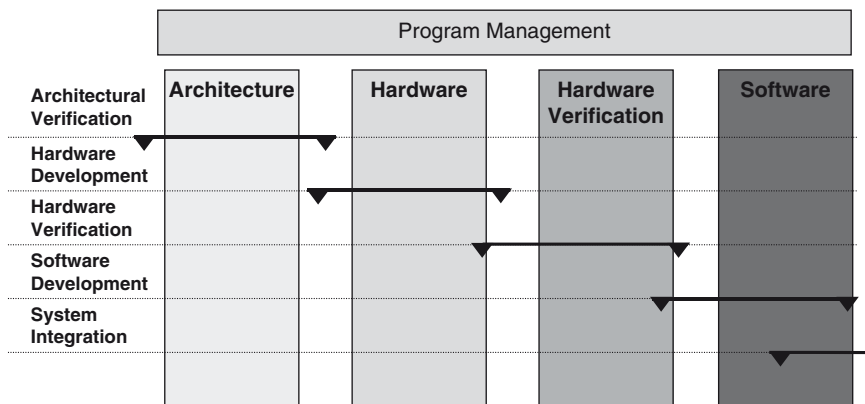 Program Management
Architecture
Hardware
Hardware
Verification
Software
Architectural
Verification
Hardware
Development
Hardware
Verification
Software
Development
System
Integration